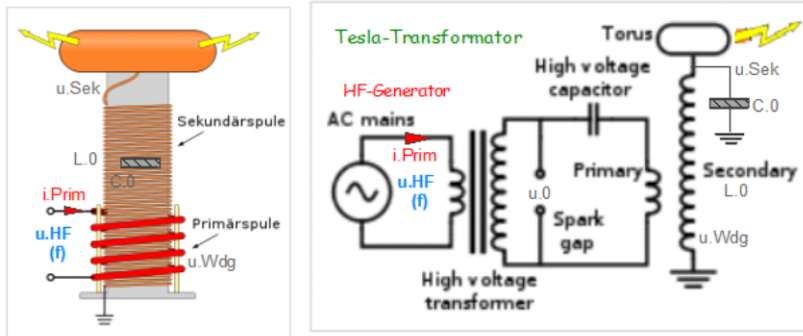 u.Sek
Sekundärspule
L.0
C.0
i.Prim
u.HF
(f)
Primärspule
u.Wdg
Tesla-Transformator
Torus
HF-Generator
High voltage
capacitor
u.Sek
C.0
AC mains
i.Prim
u.HF
(f)
u.0
Primary
Secondary
L.0
Spark
gap
u.Wdg
High voltage
transformer